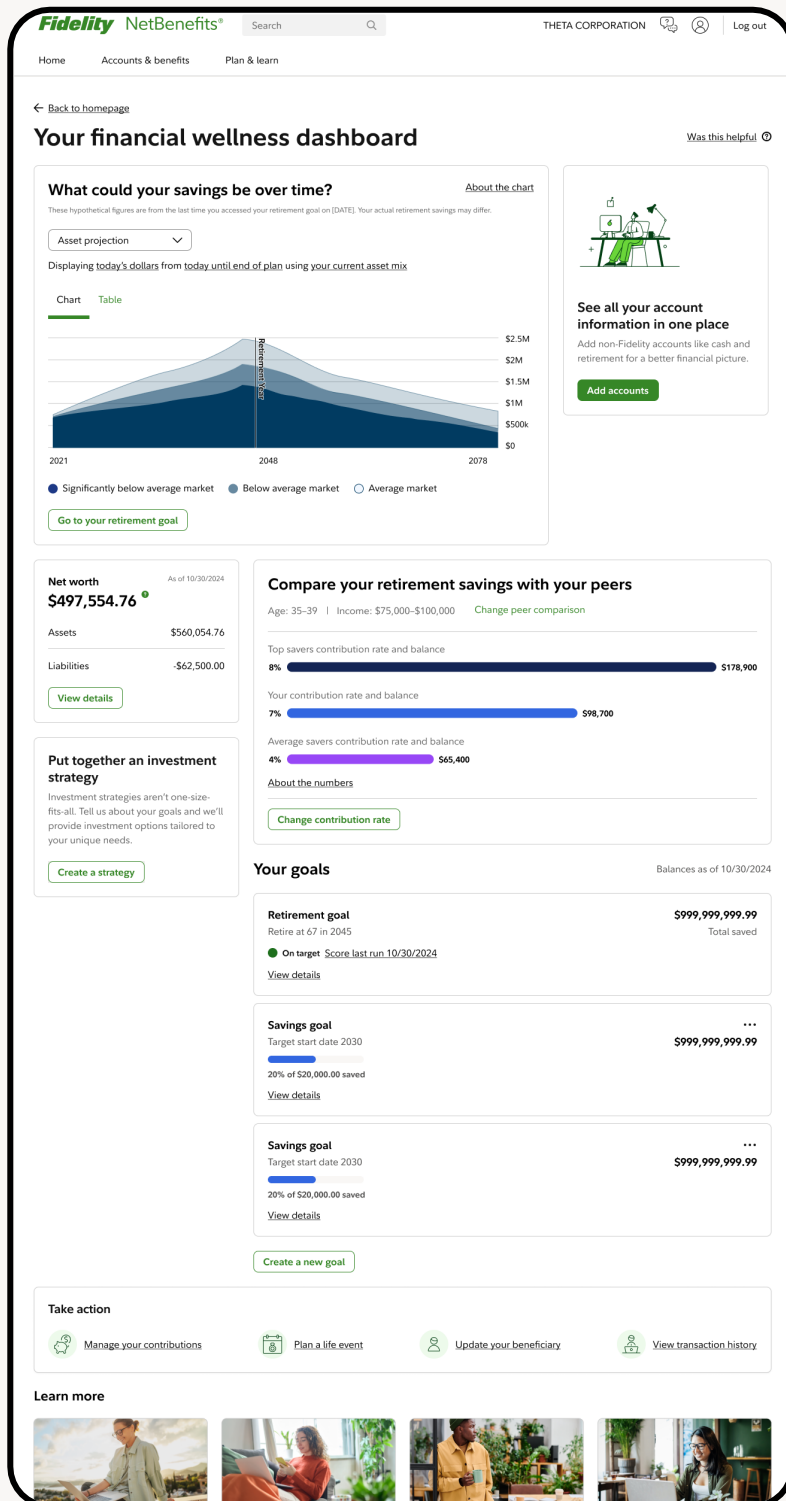 Fidelity NetBenefits®
Search
THETA CORPORATION
Log out
Home
Accounts & benefits
Plan & learn
Back to homepage
Your financial wellness dashboard
Was this helpful
What could your savings be over time?
About the chart
These hypothetical figures are from the last time you accessed your retirement goal on [DATE]. Your actual retirement savings may differ.
Asset projection
Displaying today's dollars from today until end of plan using your current asset mix
Chart
Table
Retirement Year
$2.5M
$2M
$1.5M
$1M
$500k
$0
2021
2048
2078
Significantly below average market
Below average market
Average market
Go to your retirement goal
See all your account
information in one place
Add non-Fidelity accounts like cash and
retirement for a better financial picture.
Add accounts
Net worth
As of 10/30/2024
$497,554.76
Assets
$560,054.76
Liabilities
-$62,500.00
View details
Put together an investment
strategy
Investment strategies aren't one-size-
fits-all. Tell us about your goals and we'll
provide investment options tailored to
your unique needs.
Create a strategy
Compare your retirement savings with your peers
Age: 35–39 | Income: $75,000–$100,000
Change peer comparison
Top savers contribution rate and balance
8%
$178,900
Your contribution rate and balance
7%
$98,700
Average savers contribution rate and balance
4%
$65,400
About the numbers
Change contribution rate
Your goals
Balances as of 10/30/2024
Retirement goal
$999,999,999.99
Retire at 67 in 2045
Total saved
On target Score last run 10/30/2024
View details
Savings goal
Target start date 2030
$999,999,999.99
20% of $20,000.00 saved
View details
Savings goal
Target start date 2030
$999,999,999.99
20% of $20,000.00 saved
View details
Create a new goal
Take action
Manage your contributions
Plan a life event
Update your beneficiary
View transaction history
Learn more